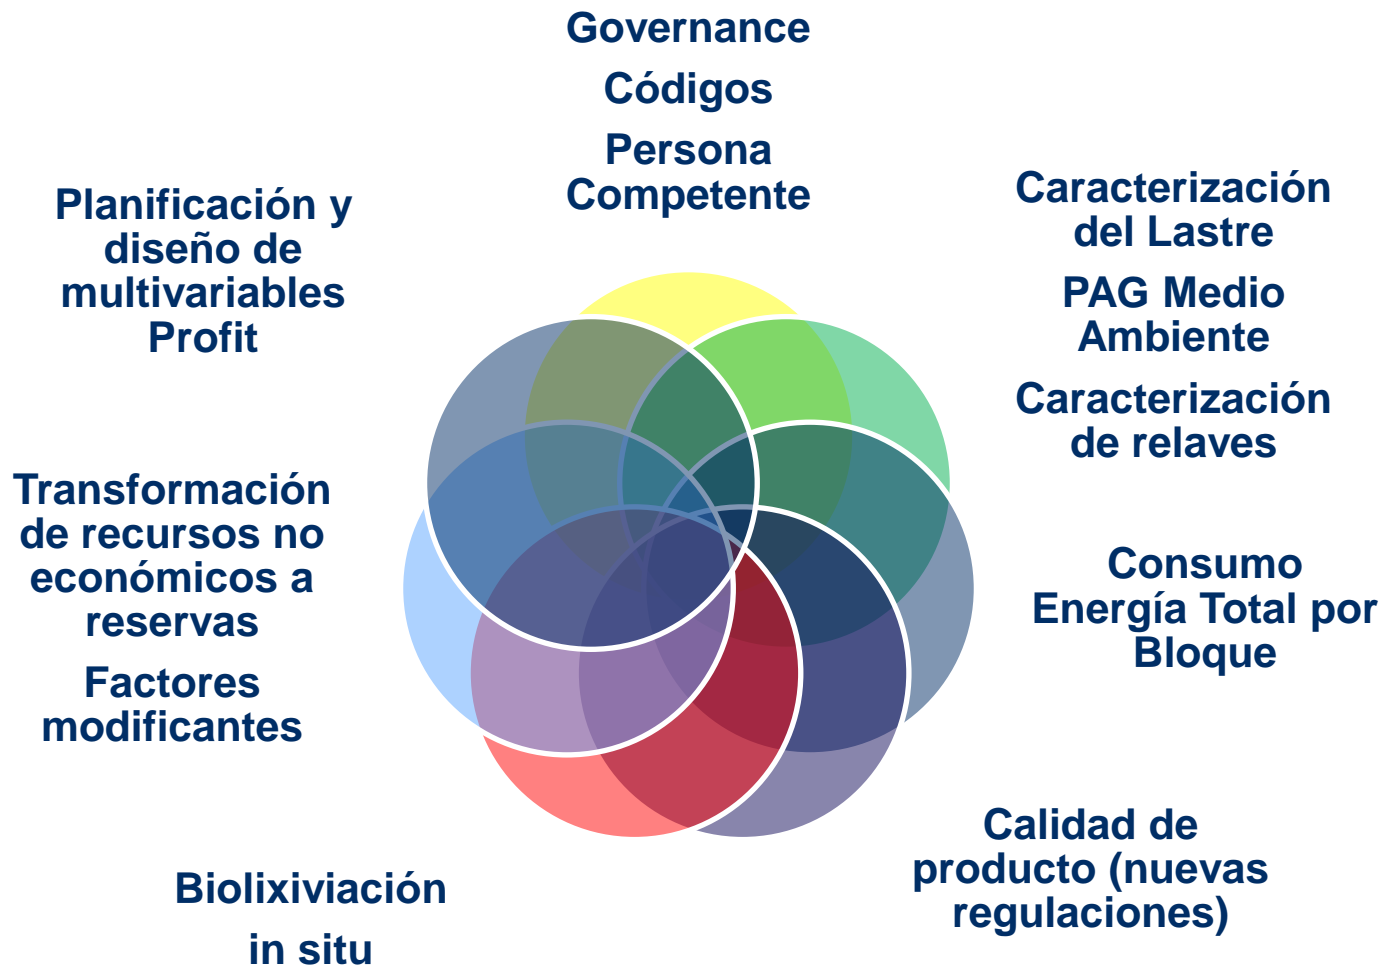 Governance
Códigos
Persona
Competente
Caracterización
del Lastre
PAG Medio
Ambiente
Caracterización
de relaves
Consumo
Energía Total por
Bloque
Calidad de
producto (nuevas
regulaciones)
Biolixiviación
in situ
Transformación
de recursos no
económicos a
reservas
Factores
modificantes
Planificación y
diseño de
multivariables
Profit